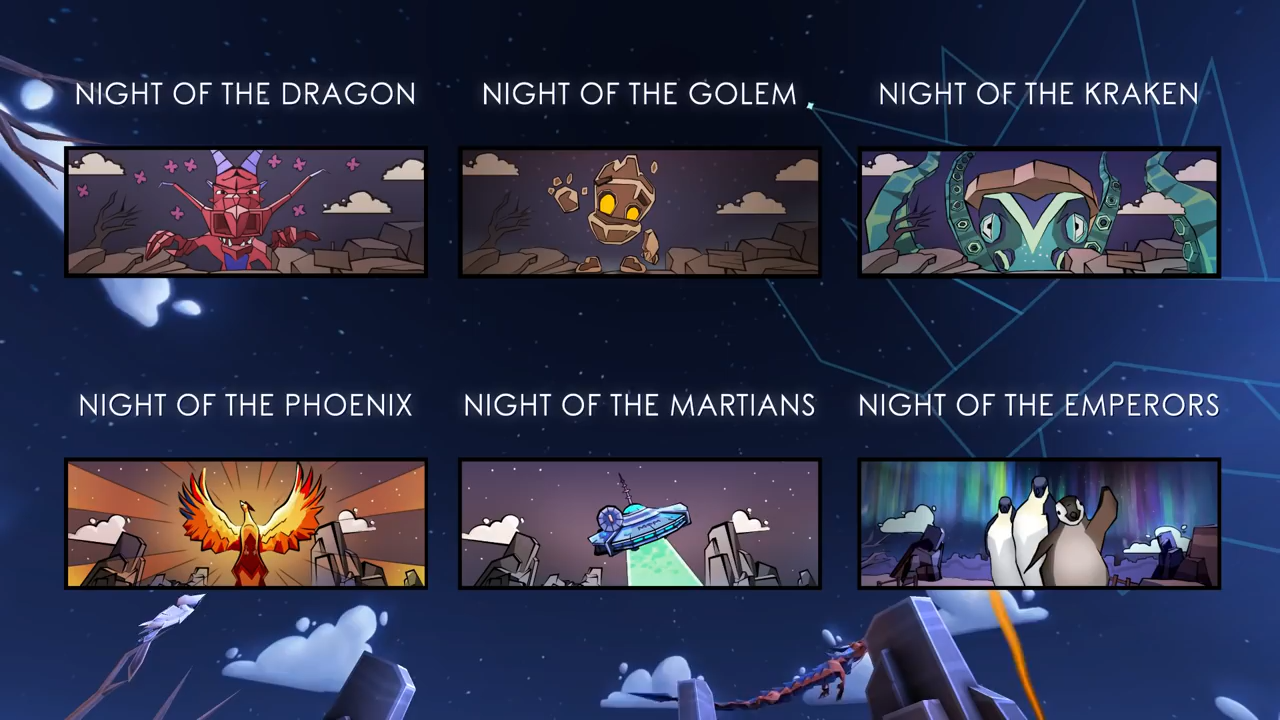 NIGHT OF THE DRAGON
NIGHT OF THE GOLEM
NIGHT OF THE KRAKEN
NIGHT OF THE PHOENIX
NIGHT OF THE MARTIANS
NIGHT OF THE EMPERORS